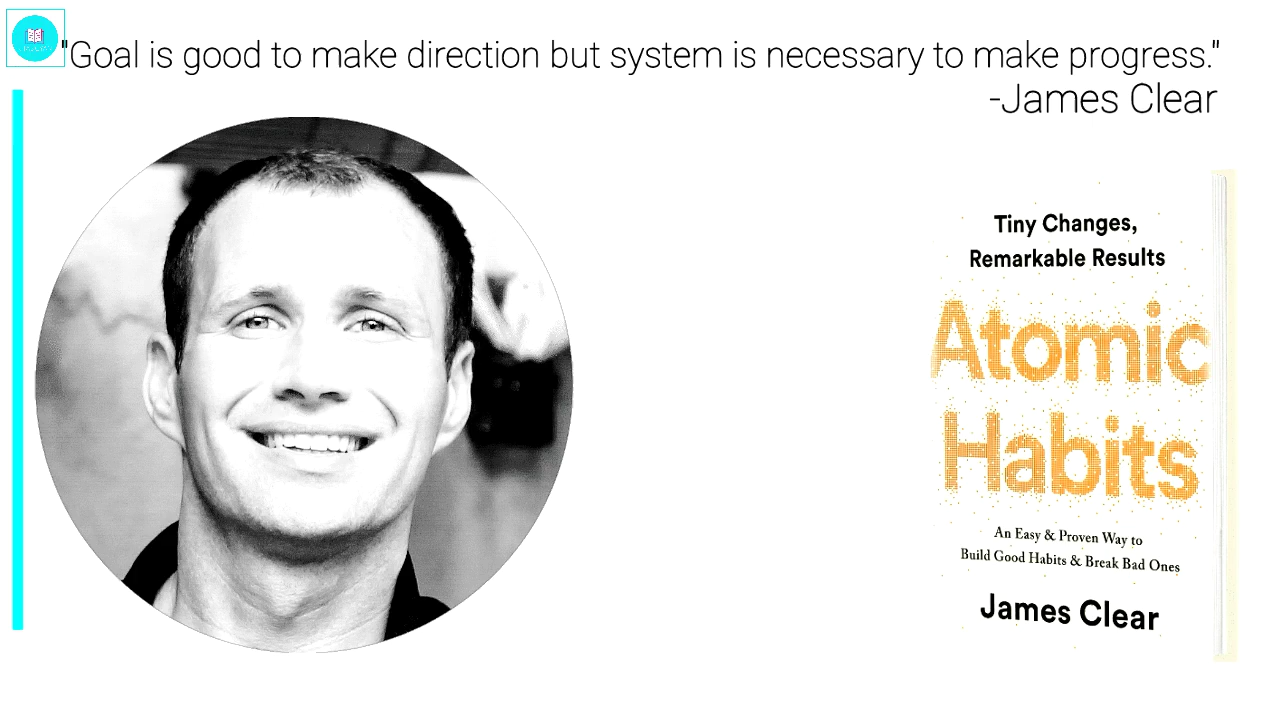 "Goal is good to make direction but system is necessary to make progress."
-James Clear
Tiny Changes,
Remarkable Results
Atomic
Habits
An Easy & Proven Way to
Build Good Habits & Break Bad Ones
James Clear